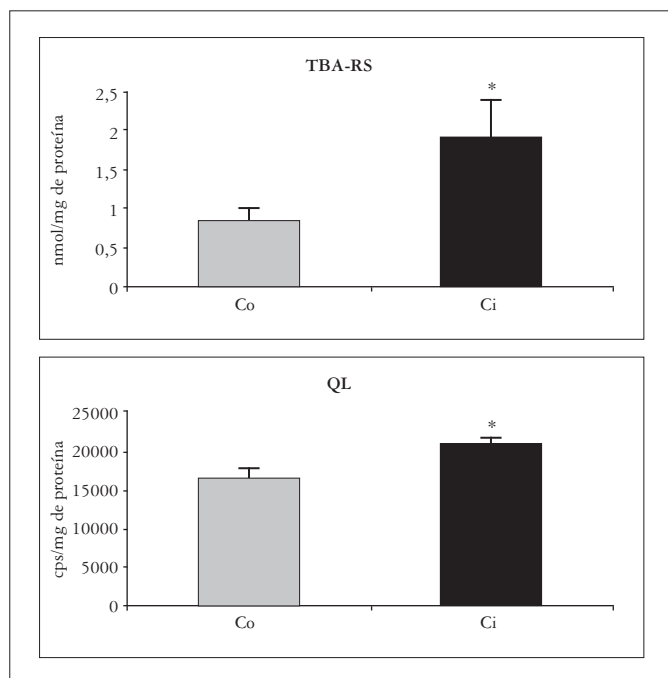 TBA-RS
*
nmol/mg de proteína
2,5
2
1,5
1
0,5
0
Co Ci
QL
*
cps/mg de proteína
25000
20000
15000
10000
5000
0
Co Ci